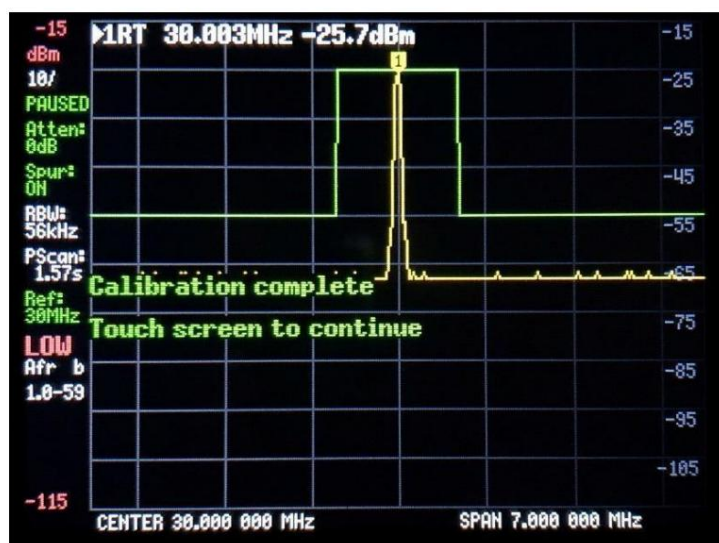 -15
▶1RT 30.003MHz -25.7dBm
-15
dBm
10/
1
-25
PAUSED
Atten:
0dB
-35
Spur:
ON
-45
RBW:
56kHz
-55
PScan:
1.57s
-65
Calibration complete
Ref:
30MHz
Touch screen to continue
-75
LOW
Afr b
-85
1.0-59
-95
-105
-115
CENTER 30.000 000 MHz
SPAN 7.000 000 MHz